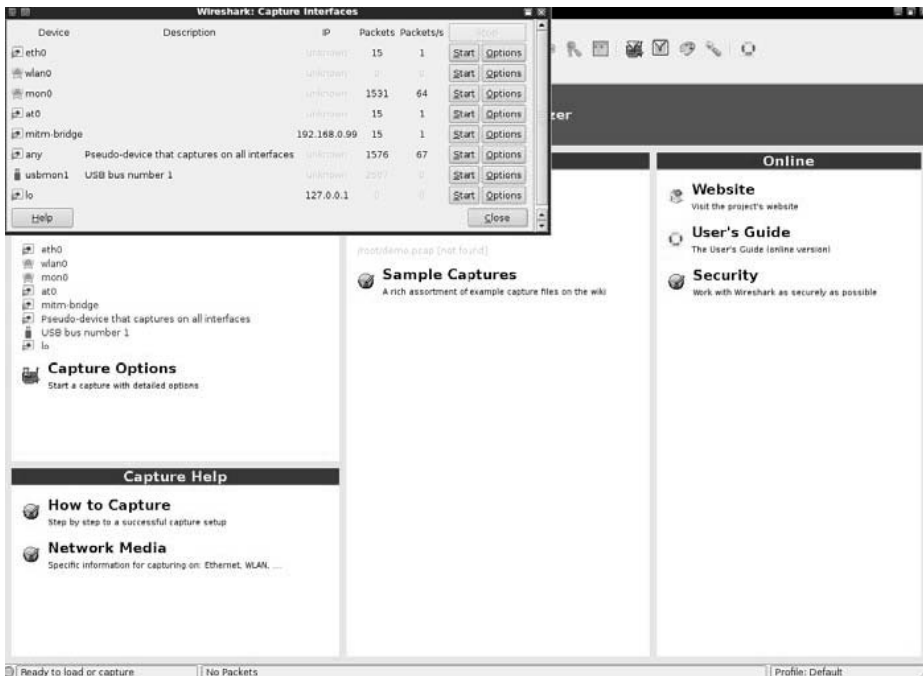 Wireshark: Capture Interfaces
Device Description IP Packets Packets/s Stop
eth0 unknown 15 1 Start Options
wlan0 unknown 0 0 Start Options
mon0 unknown 1531 64 Start Options
at0 unknown 15 1 Start Options
mitm-bridge 192.168.0.99 15 1 Start Options
any Pseudo-device that captures on all interfaces unknown 1576 67 Start Options
usbmon1 USB bus number 1 unknown 0 Start Options
lo 127.0.0.1 0 0 Start Options
Help Close
zer
eth0
wlan0
mon0
at0
mitm-bridge
Pseudo-device that captures on all interfaces
USB bus number 1
lo
Capture Options
Start a capture with detailed options
Capture Help
How to Capture
Step by step to a successful capture setup
Network Media
Specific information for capturing on: Ethernet, WLAN, ...
/root/demo.pcap [not found]
Sample Captures
A rich assortment of example capture files on the wiki
Online
Website
Visit the project's website
User's Guide
The User's Guide (online version)
Security
Work with Wireshark as securely as possible
Ready to load or capture No Packets Profile: Default